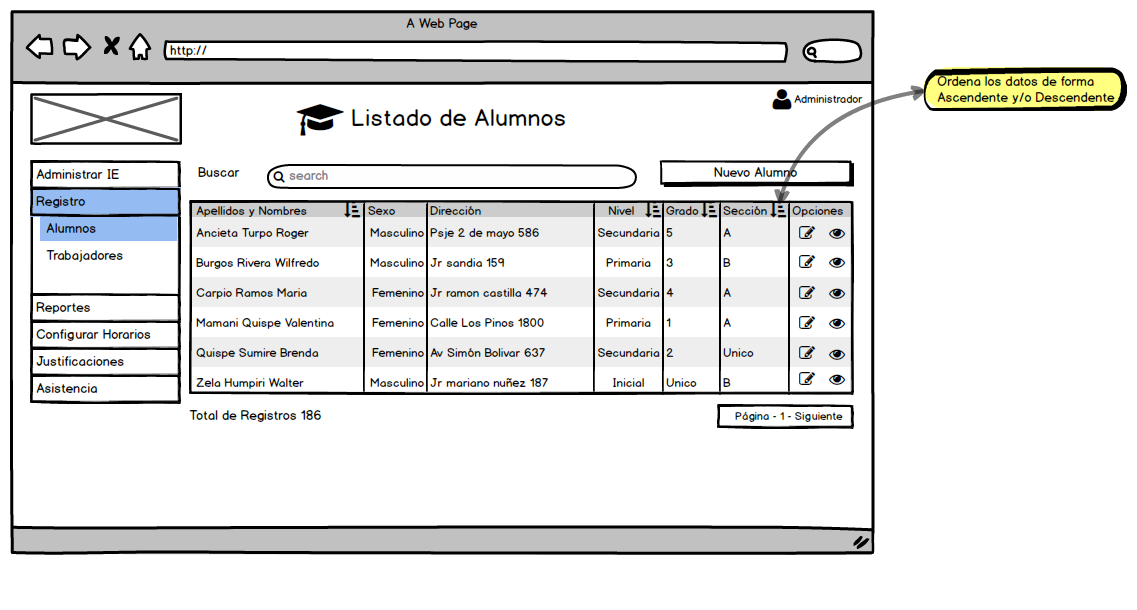 A Web Page
http://
Ordena los datos de forma
Ascendente y/o Descendente
Administrador
Listado de Alumnos
Buscar
search
Nuevo Alumno
Administrar IE
Registro
Alumnos
Trabajadores
Reportes
Configurar Horarios
Justificaciones
Asistencia
Apellidos y Nombres Sexo Dirección Nivel Grado Sección Opciones
Ancieta Turpo Roger Masculino Psje 2 de mayo 586 Secundaria 5 A
Burgos Rivera Wilfredo Masculino Jr sandia 159 Primaria 3 B
Carpio Ramos Maria Femenino Jr ramon castilla 474 Secundaria 4 A
Mamani Quispe Valentina Femenino Calle Los Pinos 1800 Primaria 1 A
Quispe Sumire Brenda Femenino Av Simón Bolivar 637 Secundaria 2 Unico
Zela Humpiri Walter Masculino Jr mariano nuñez 187 Inicial Unico B
Total de Registros 186
Página - 1 - Siguiente